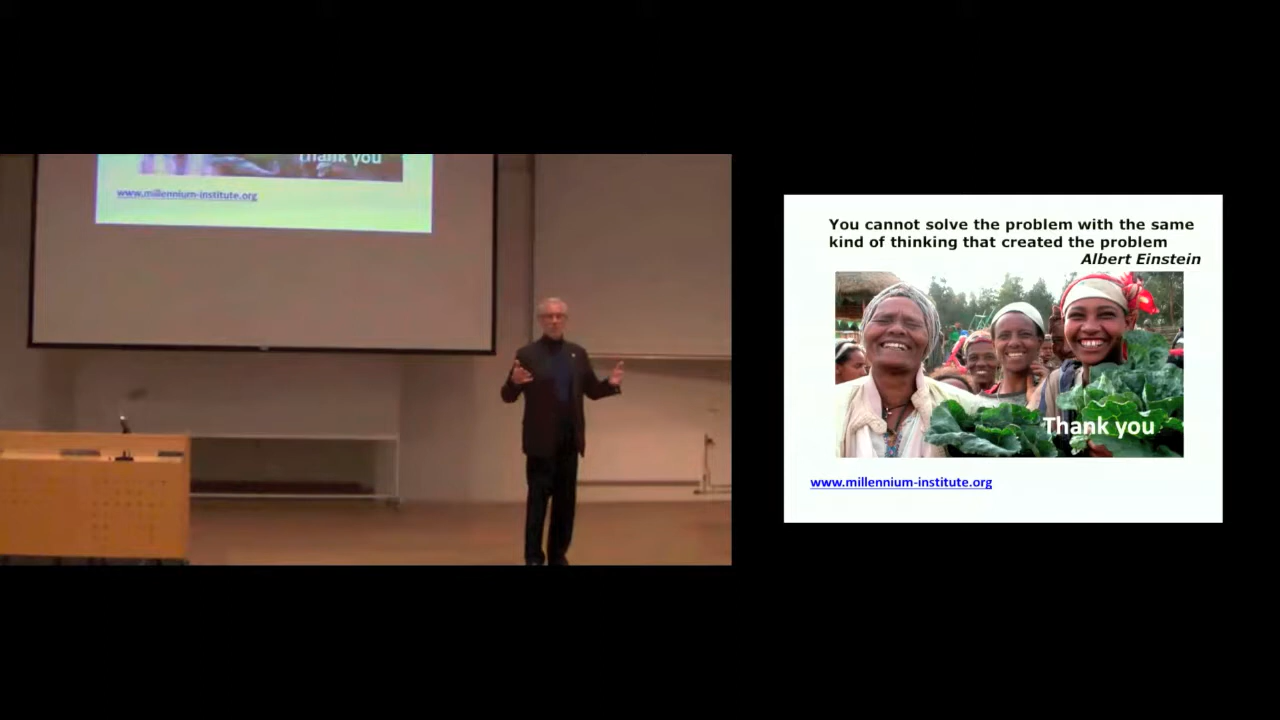 Thank you
www.millennium-institute.org
You cannot solve the problem with the same
kind of thinking that created the problem
Albert Einstein
Thank you
www.millennium-institute.org